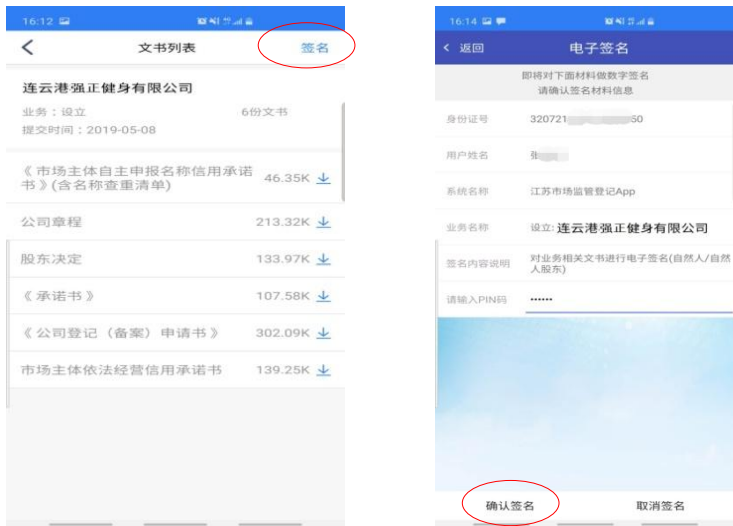 16:12
文书列表
签名
连云港强正健身有限公司
业务：设立
6份文书
提交时间：2019-05-08
《市场主体自主申报名称信用承诺
书》(含名称查重清单)
46.35K
公司章程
213.32K
股东决定
133.97K
《承诺书》
107.58K
《公司登记（备案）申请书》
302.09K
市场主体依法经营信用承诺书
139.25K
16:14
返回
电子签名
即将对下面材料做数字签名
请确认签名材料信息
身份证号
320721
50
用户姓名
张
系统名称
江苏市场监管登记App
业务名称
设立: 连云港强正健身有限公司
签名内容说明
对业务相关文书进行电子签名(自然人/自然
人股东)
请输入PIN码
••••••
确认签名
取消签名